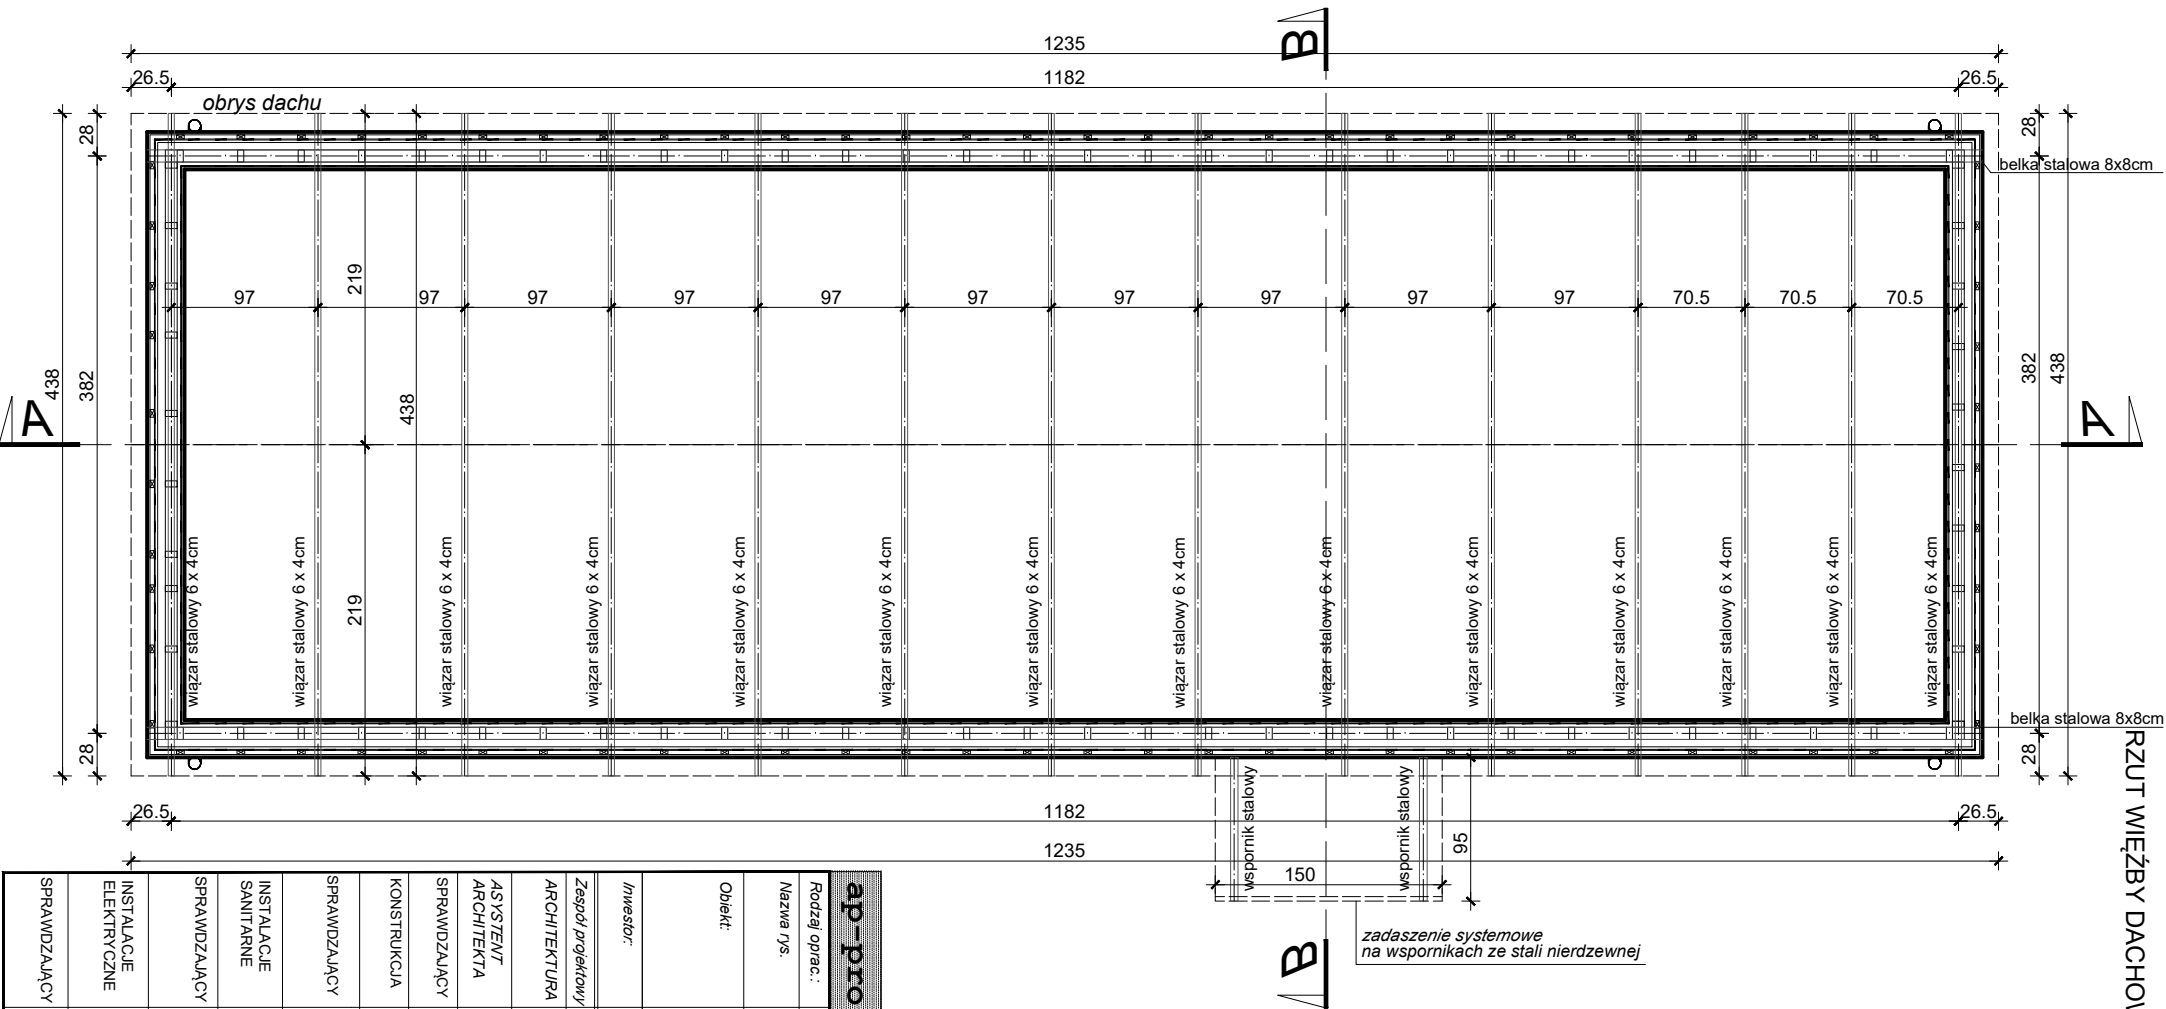 B
1235
26.5
1182
26.5
obrys dachu
28
28
belka stalowa 8x8cm
219
97
97
97
97
97
97
97
97
97
97
70.5
70.5
70.5
438
382
438
382
438
A
A
219
wiązar stalowy 6 x 4cm
wiązar stalowy 6 x 4cm
wiązar stalowy 6 x 4cm
wiązar stalowy 6 x 4cm
wiązar stalowy 6 x 4cm
wiązar stalowy 6 x 4cm
wiązar stalowy 6 x 4cm
wiązar stalowy 6 x 4cm
wiązar stalowy 6 x 4cm
wiązar stalowy 6 x 4cm
wiązar stalowy 6 x 4cm
wiązar stalowy 6 x 4cm
wiązar stalowy 6 x 4cm
wiązar stalowy 6 x 4cm
belka stalowa 8x8cm
28
28
RZUT WIĘŹBY DACHOW
26.5
1182
26.5
1235
wspornik stalowy
wspornik stalowy
95
150
zadaszenie systemowe
na wspornikach ze stali nierdzewnej
B
ap-pro
Rodzaj oprac.:
Nazwa rys.
Obiekt:
Inwestor:
Zespół projektowy
ARCHITEKTURA
ASYSTENT
ARCHITEKTA
SPRAWDZAJĄCY
KONSTRUKCJA
SPRAWDZAJĄCY
INSTALACJE
SANITARNE
SPRAWDZAJĄCY
INSTALACJE
ELEKTRYCZNE
SPRAWDZAJĄCY